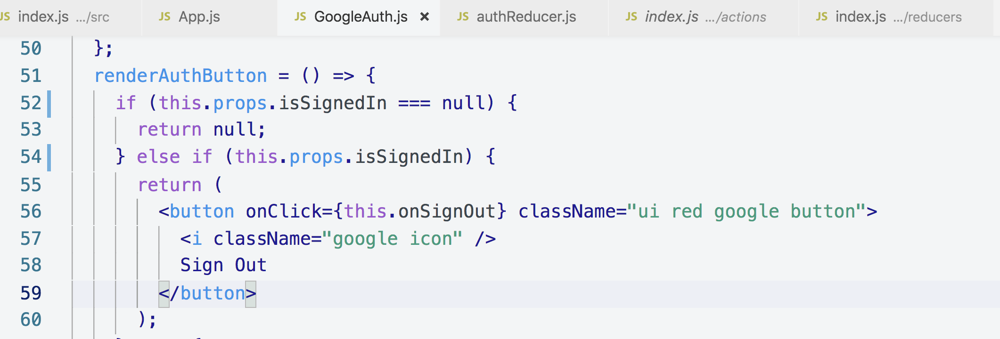 JS index.js .../src JS App.js JS GoogleAuth.js × JS authReducer.js JS index.js .../actions JS index.js .../reducers
50 };
51 renderAuthButton = () => {
52 if (this.props.isSignedIn === null) {
53 return null;
54 } else if (this.props.isSignedIn) {
55 return (
56 <button onClick={this.onSignOut} className="ui red google button">
57 <i className="google icon" />
58 Sign Out
59 </button>
60 );